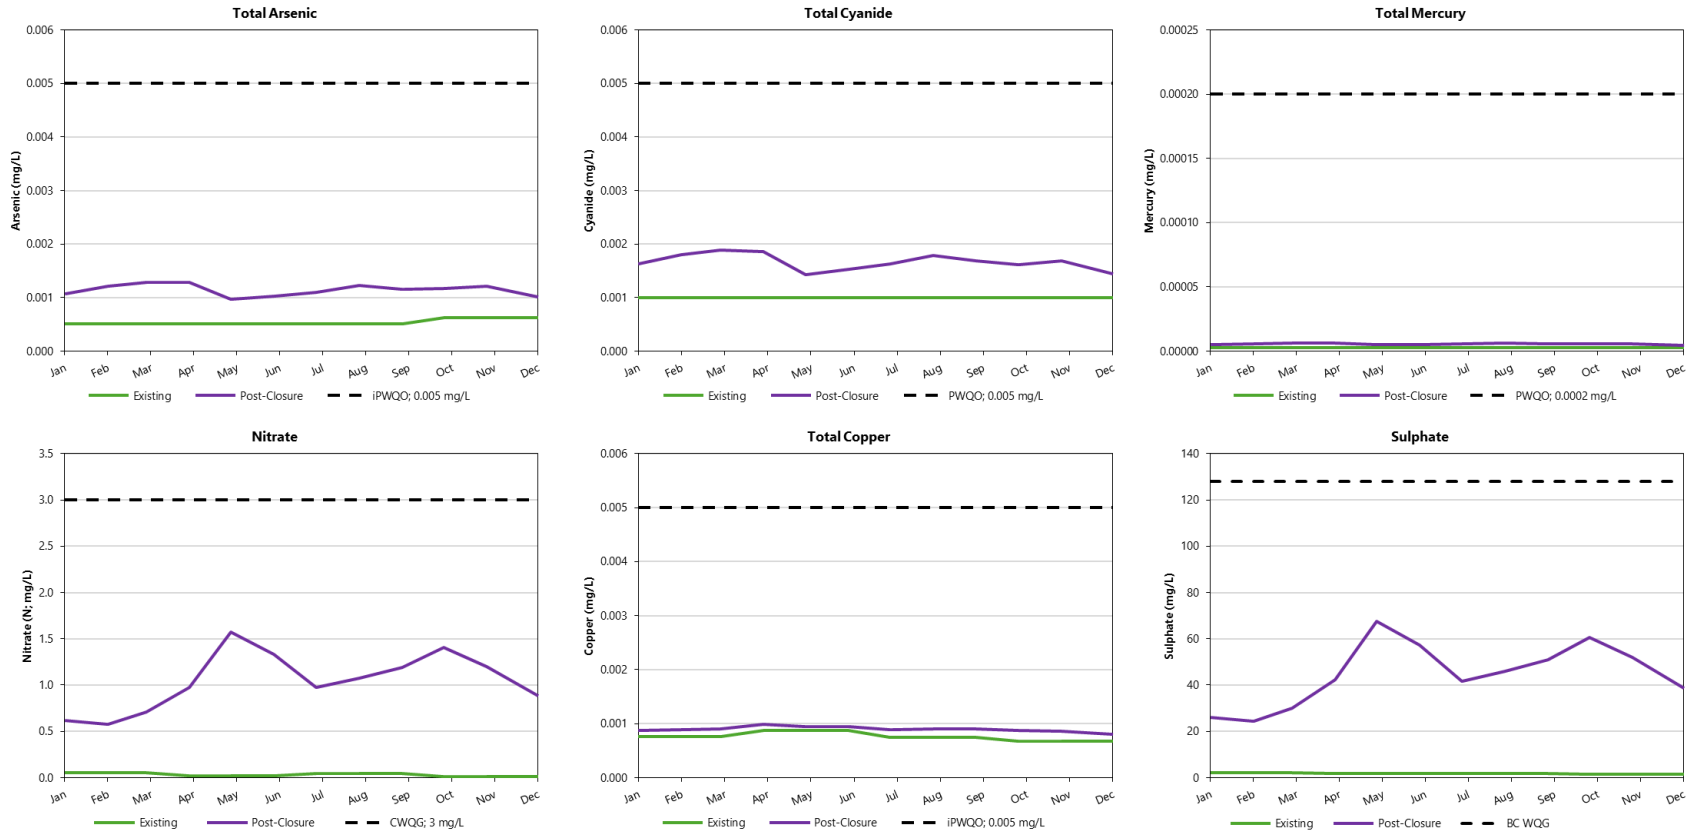 Total Arsenic
Arsenic (mg/L)
0.006
0.005
0.004
0.003
0.002
0.001
0.000
Jan Feb Mar Apr May Jun Jul Aug Sep Oct Nov Dec
Existing Post-Closure iPWQO; 0.005 mg/L
Total Cyanide
Cyanide (mg/L)
0.006
0.005
0.004
0.003
0.002
0.001
0.000
Jan Feb Mar Apr May Jun Jul Aug Sep Oct Nov Dec
Existing Post-Closure PWQO; 0.005 mg/L
Total Mercury
Mercury (mg/L)
0.00025
0.00020
0.00015
0.00010
0.00005
0.00000
Jan Feb Mar Apr May Jun Jul Aug Sep Oct Nov Dec
Existing Post-Closure PWQO; 0.0002 mg/L
Nitrate
Nitrate (N; mg/L)
3.5
3.0
2.5
2.0
1.5
1.0
0.5
0.0
Jan Feb Mar Apr May Jun Jul Aug Sep Oct Nov Dec
Existing Post-Closure CWQG; 3 mg/L
Total Copper
Copper (mg/L)
0.006
0.005
0.004
0.003
0.002
0.001
0.000
Jan Feb Mar Apr May Jun Jul Aug Sep Oct Nov Dec
Existing Post-Closure iPWQO; 0.005 mg/L
Sulphate
Sulphate (mg/L)
140
120
100
80
60
40
20
0
Jan Feb Mar Apr May Jun Jul Aug Sep Oct Nov Dec
Existing Post-Closure BC WQG